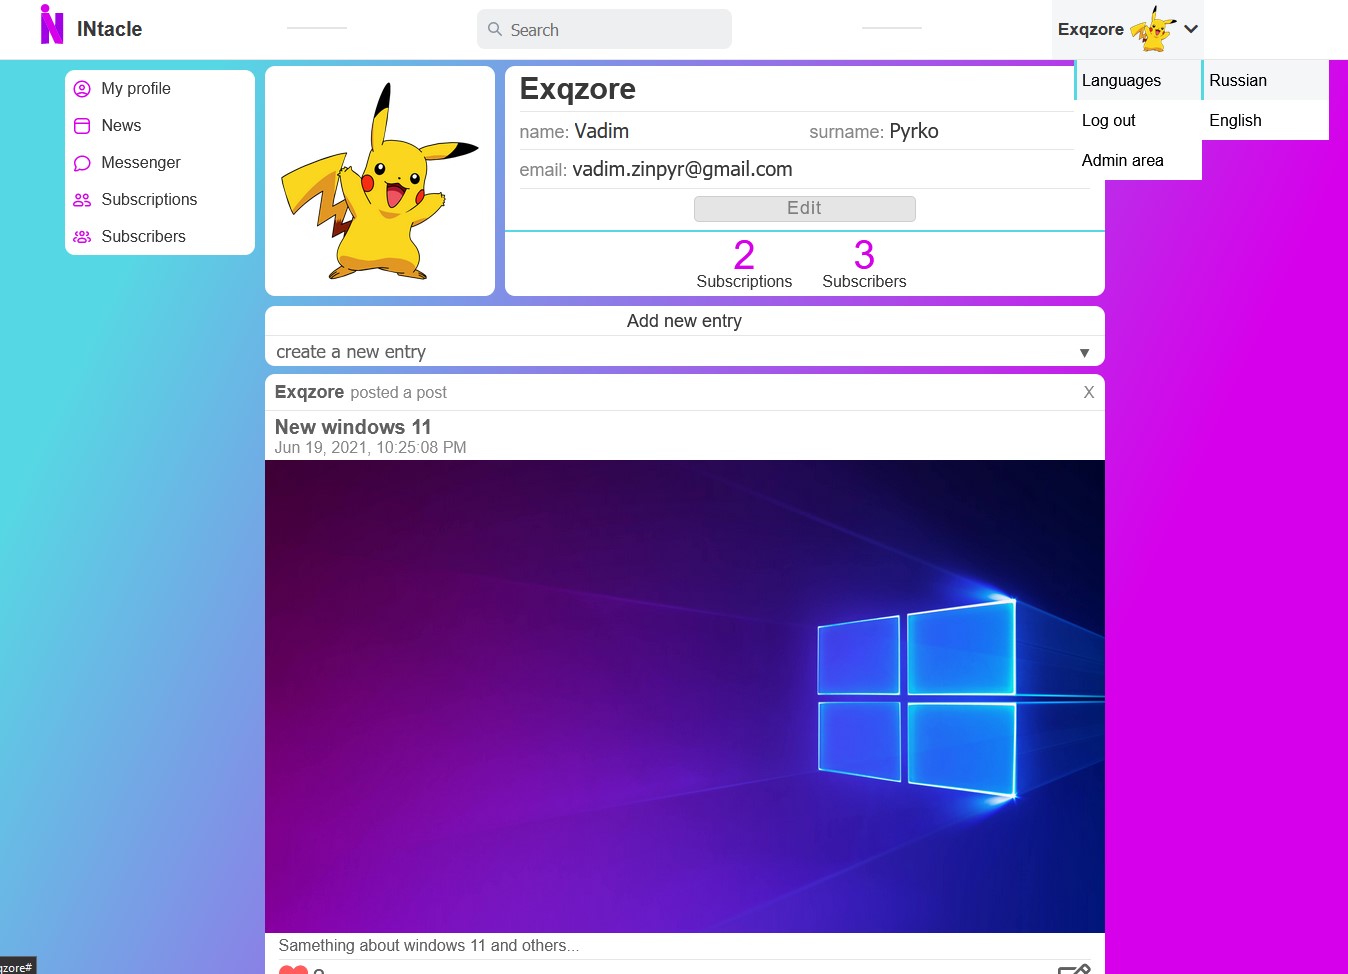 INtacle
Search
Exqzore
Languages
Russian
Log out
English
Admin area
My profile
News
Messenger
Subscriptions
Subscribers
Exqzore
name: Vadim
surname: Pyrko
email: vadim.zinpyr@gmail.com
Edit
2
Subscriptions
3
Subscribers
Add new entry
create a new entry
Exqzore posted a post
X
New windows 11
Jun 19, 2021, 10:25:08 PM
Samething about windows 11 and others...
qzore#